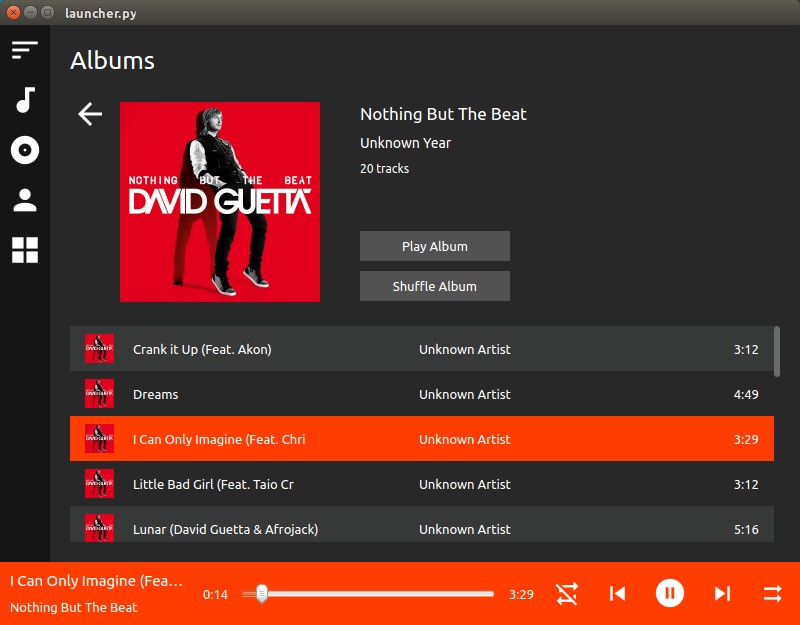 launcher.py
Albums
NOTHING BUT THE BEAT
DAVID GUETTA
Nothing But The Beat
Unknown Year
20 tracks
Play Album
Shuffle Album
Crank it Up (Feat. Akon) Unknown Artist 3:12
Dreams Unknown Artist 4:49
I Can Only Imagine (Feat. Chri Unknown Artist 3:29
Little Bad Girl (Feat. Taio Cr Unknown Artist 3:12
Lunar (David Guetta & Afrojack) Unknown Artist 5:16
I Can Only Imagine (Fea...
Nothing But The Beat
0:14 3:29